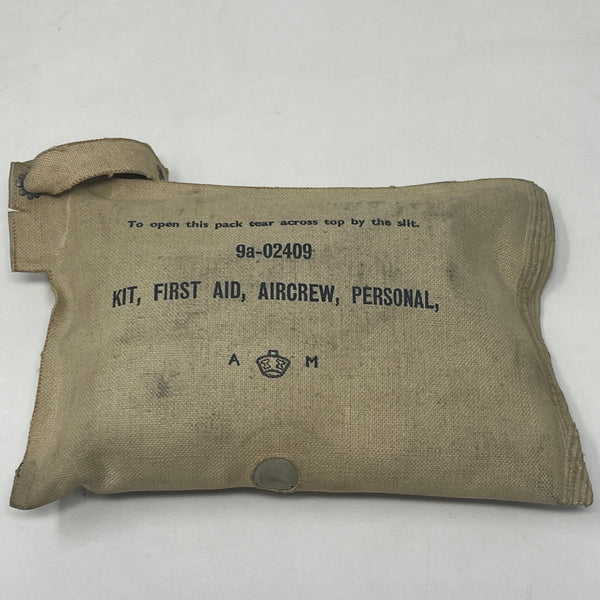 To open this pack tear across top by the slit.
9a-02409
KIT, FIRST AID, AIRCREW, PERSONAL,
A M